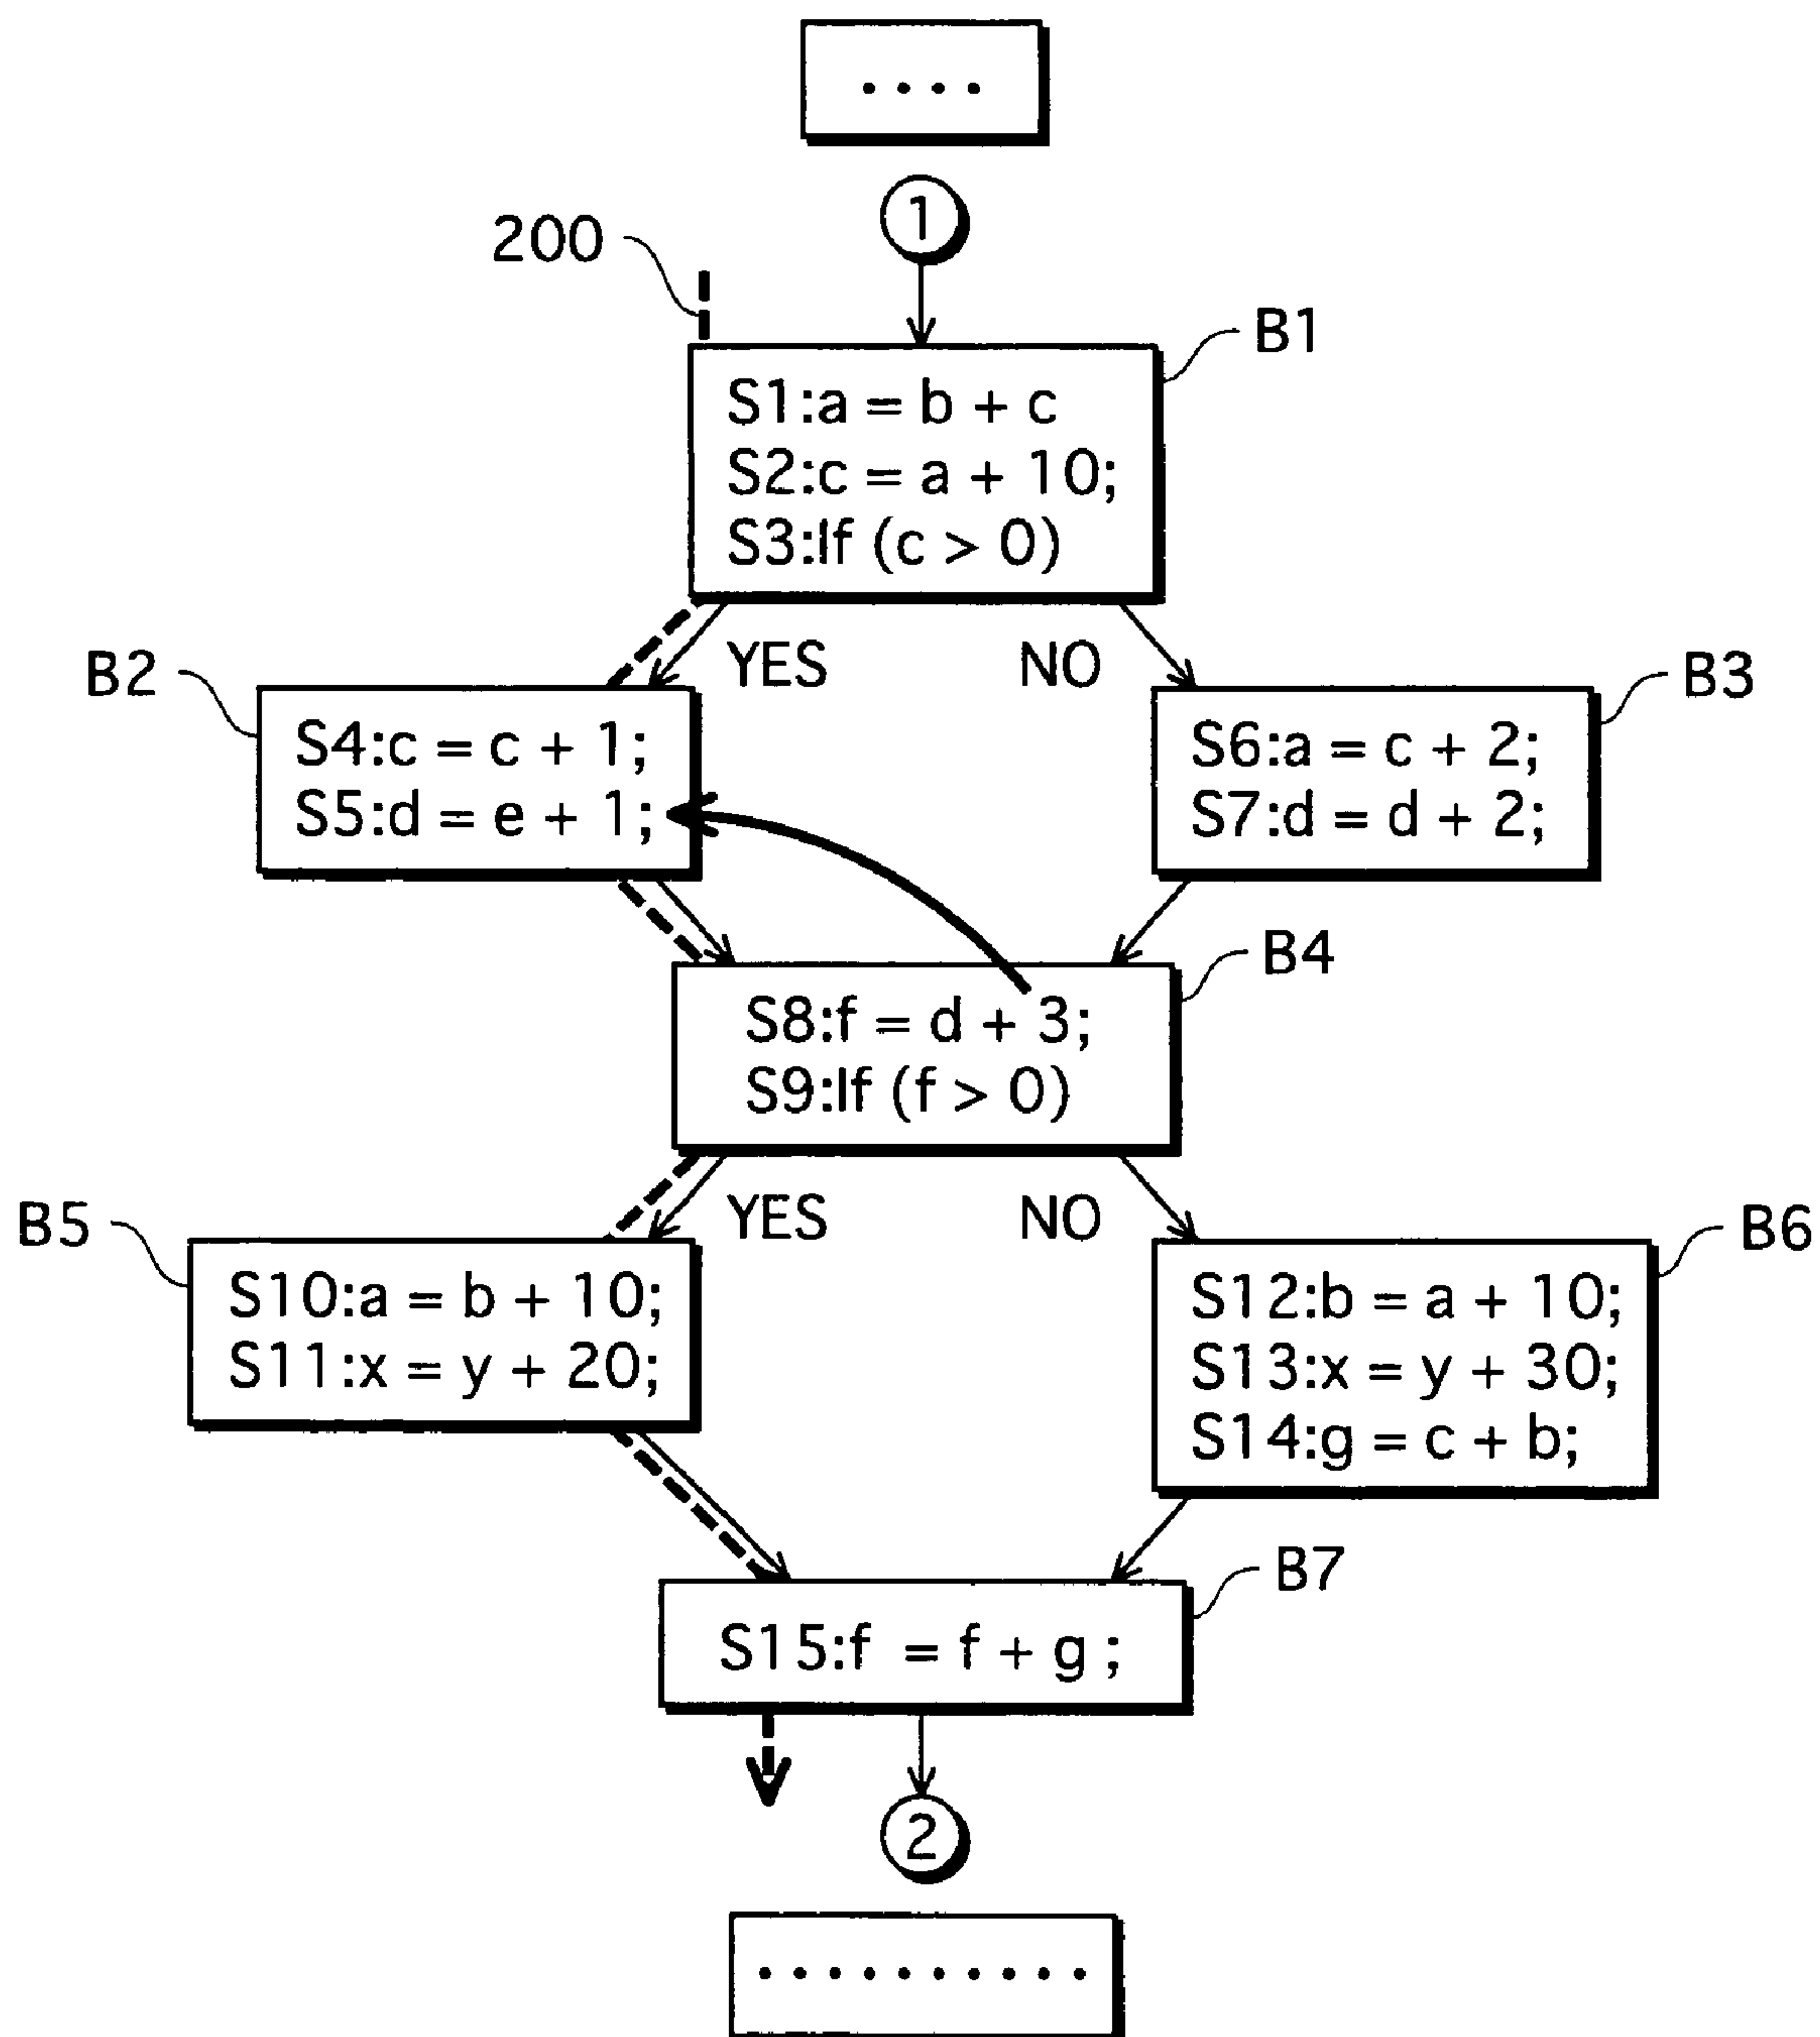 ....
1
200
B1
S1:a = b + c
S2:c = a + 10;
S3:If (c > 0)
YES
NO
B2
S4:c = c + 1;
S5:d = e + 1;
B3
S6:a = c + 2;
S7:d = d + 2;
B4
S8:f = d + 3;
S9:If (f > 0)
YES
NO
B5
S10:a = b + 10;
S11:x = y + 20;
B6
S12:b = a + 10;
S13:x = y + 30;
S14:g = c + b;
B7
S15:f = f + g ;
2
..........